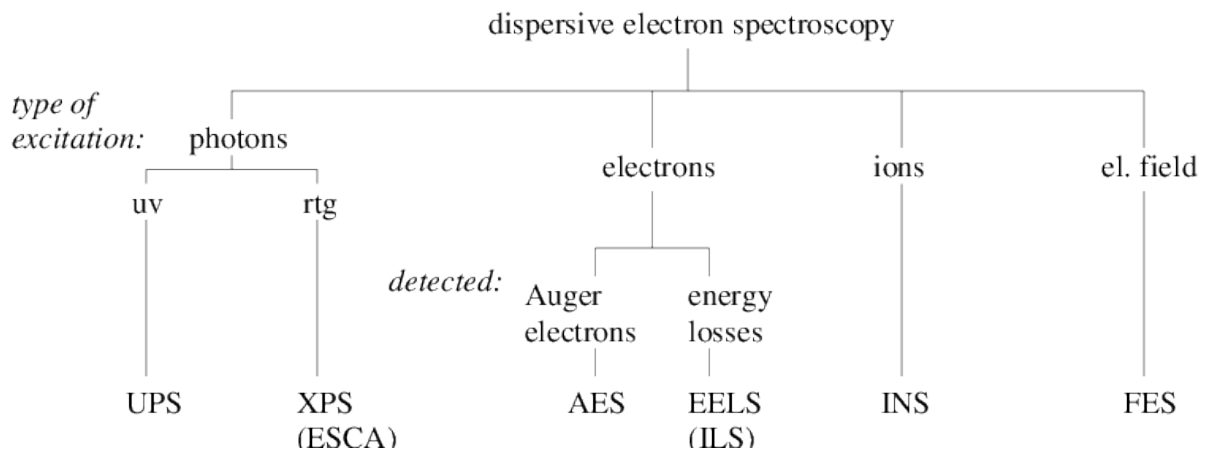 dispersive electron spectroscopy
type of
excitation:
photons
electrons
ions
el. field
uv
rtg
detected:
Auger
electrons
energy
losses
UPS
XPS
(ESCA)
AES
EELS
(ILS)
INS
FES